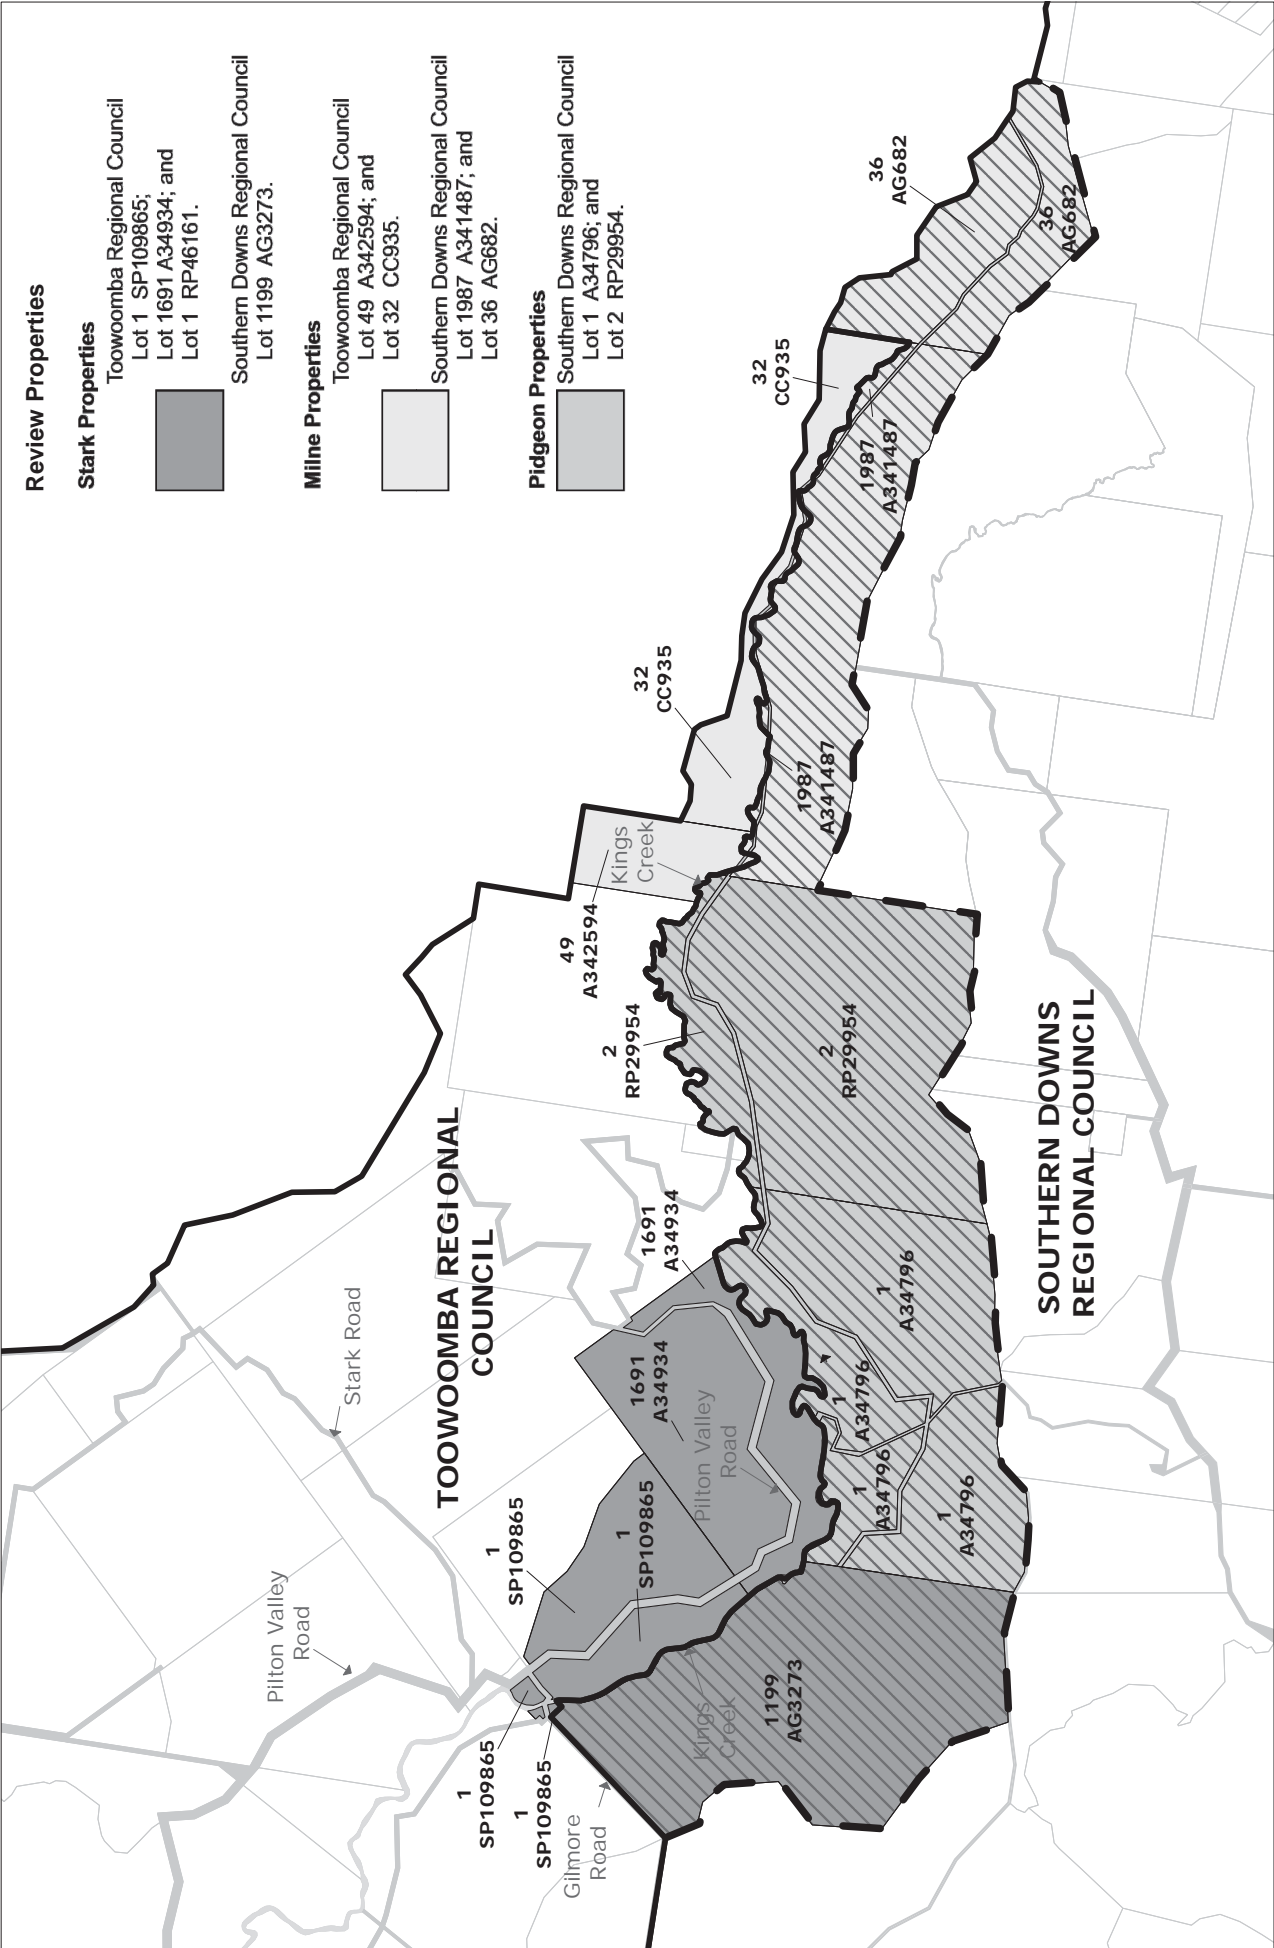 Review Properties
Stark Properties
Toowoomba Regional Council
Lot 1 SP109865;
Lot 1691 A34934; and
Lot 1 RP46161.
Southern Downs Regional Council
Lot 1199 AG3273.
Milne Properties
Toowoomba Regional Council
Lot 49 A342594; and
Lot 32 CC935.
Southern Downs Regional Council
Lot 1987 A341487; and
Lot 36 AG682.
Pidgeon Properties
Southern Downs Regional Council
Lot 1 A34796; and
Lot 2 RP29954.
Pilton Valley
Road
Stark Road
TOOWOOMBA REGIONAL
COUNCIL
1
SP109865
1
SP109865
Gilmore
Road
1
SP109865
1
SP109865
1691
A34934
1691
A34934
Pilton Valley
Road
Kings
Creek
1199
AG3273
1
A34796
1
A34796
1
A34796
1
A34796
2
RP29954
2
RP29954
49
A342594
Kings
Creek
32
CC935
32
CC935
1987
A341487
1987
A341487
36
AG682
36
AG682
SOUTHERN DOWNS
REGIONAL COUNCIL